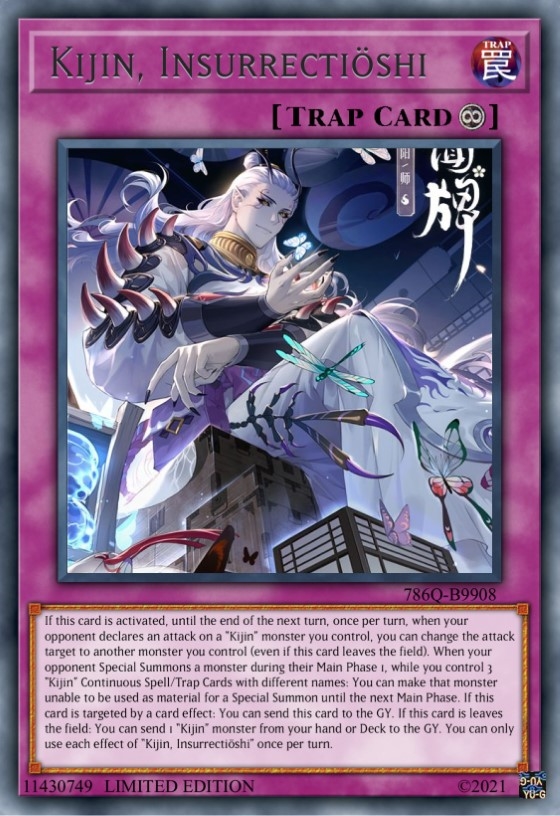 Kijin, Insurrectiöshi
TRAP
罠
[TRAP CARD ]
陽師
牌
786Q-B9908
If this card is activated, until the end of the next turn, once per turn, when your
opponent declares an attack on a "Kijin" monster you control, you can change the attack
target to another monster you control (even if this card leaves the field). When your
opponent Special Summons a monster during their Main Phase 1, while you control 3
"Kijin" Continuous Spell/Trap Cards with different names: You can make that monster
unable to be used as material for a Special Summon until the next Main Phase. If this
card is targeted by a card effect: You can send this card to the GY. If this card is leaves
the field: You can send 1 "Kijin" monster from your hand or Deck to the GY. You can only
use each effect of "Kijin, Insurrectiöshi" once per turn.
11430749 LIMITED EDITION
©2021